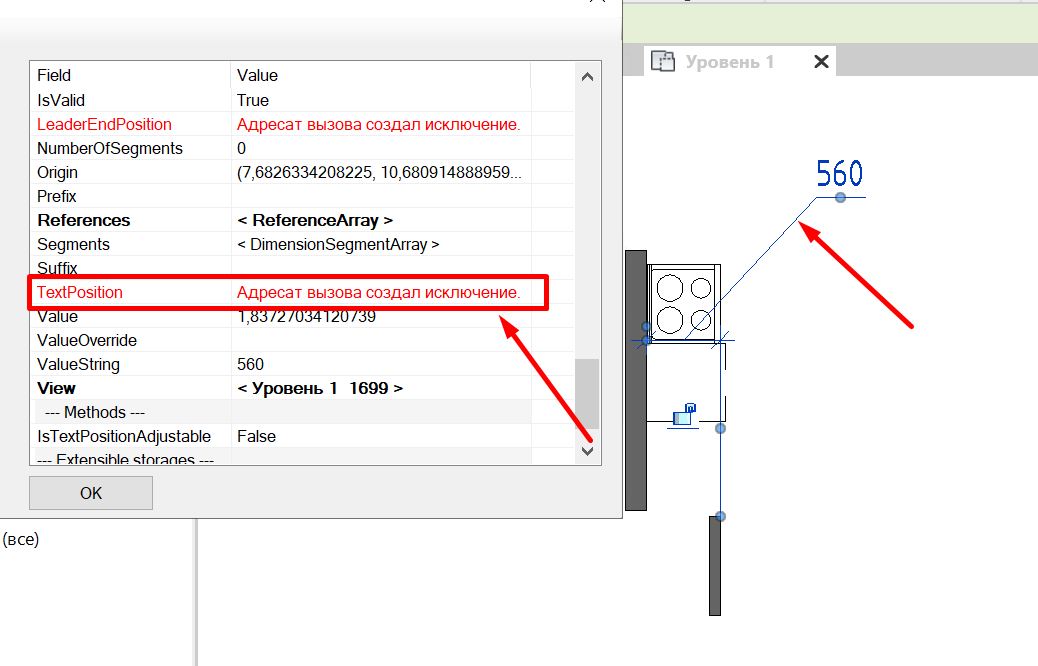 Field Value
IsValid True
LeaderEndPosition Адресат вызова создал исключение.
NumberOfSegments 0
Origin (7,6826334208225, 10,680914888959...
Prefix
References < ReferenceArray >
Segments < DimensionSegmentArray >
Suffix
TextPosition Адресат вызова создал исключение.
Value 1,83727034120739
ValueOverride
ValueString 560
View < Уровень 1 1699 >
--- Methods ---
IsTextPositionAdjustable False
--- Extensible storages ---
OK
(все)
Уровень 1
560